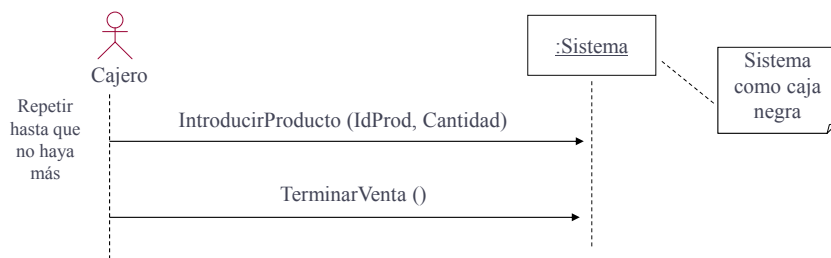 Cajero
:Sistema
Sistema
como caja
negra
Repetir
hasta que
no haya
más
IntroducirProducto (IdProd, Cantidad)
TerminarVenta ()